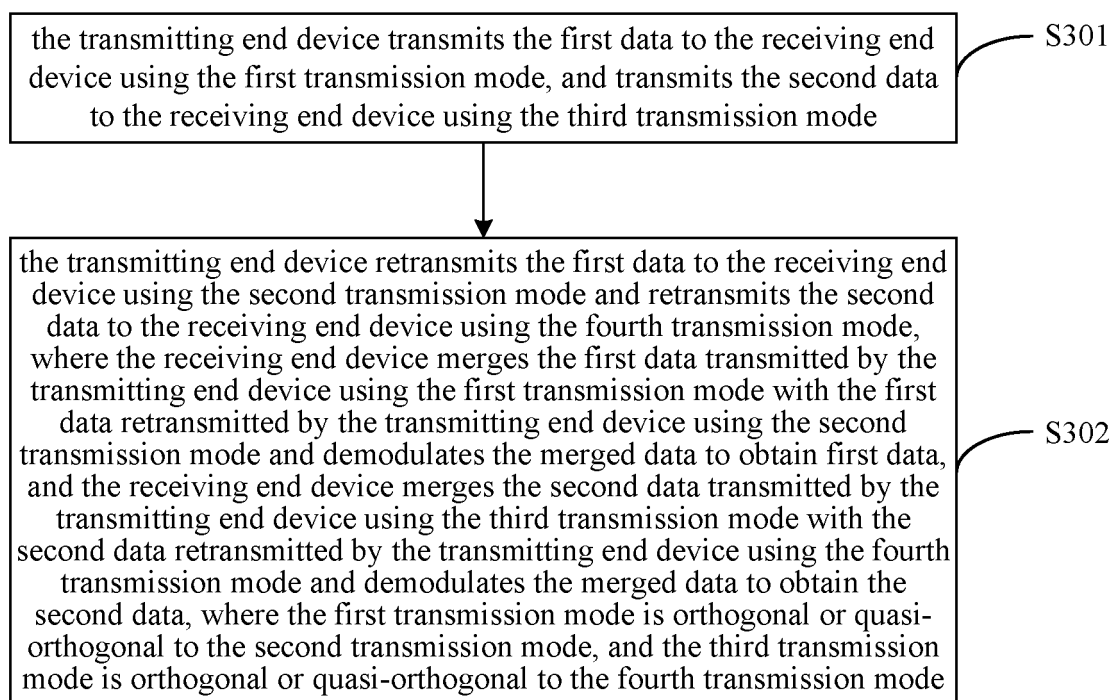 the transmitting end device transmits the first data to the receiving end
device using the first transmission mode, and transmits the second data
to the receiving end device using the third transmission mode
S301
the transmitting end device retransmits the first data to the receiving end
device using the second transmission mode and retransmits the second
data to the receiving end device using the fourth transmission mode,
where the receiving end device merges the first data transmitted by the
transmitting end device using the first transmission mode with the first
data retransmitted by the transmitting end device using the second
transmission mode and demodulates the merged data to obtain first data,
and the receiving end device merges the second data transmitted by the
transmitting end device using the third transmission mode with the
second data retransmitted by the transmitting end device using the fourth
transmission mode and demodulates the merged data to obtain the
second data, where the first transmission mode is orthogonal or quasi-
orthogonal to the second transmission mode, and the third transmission
mode is orthogonal or quasi-orthogonal to the fourth transmission mode
S302